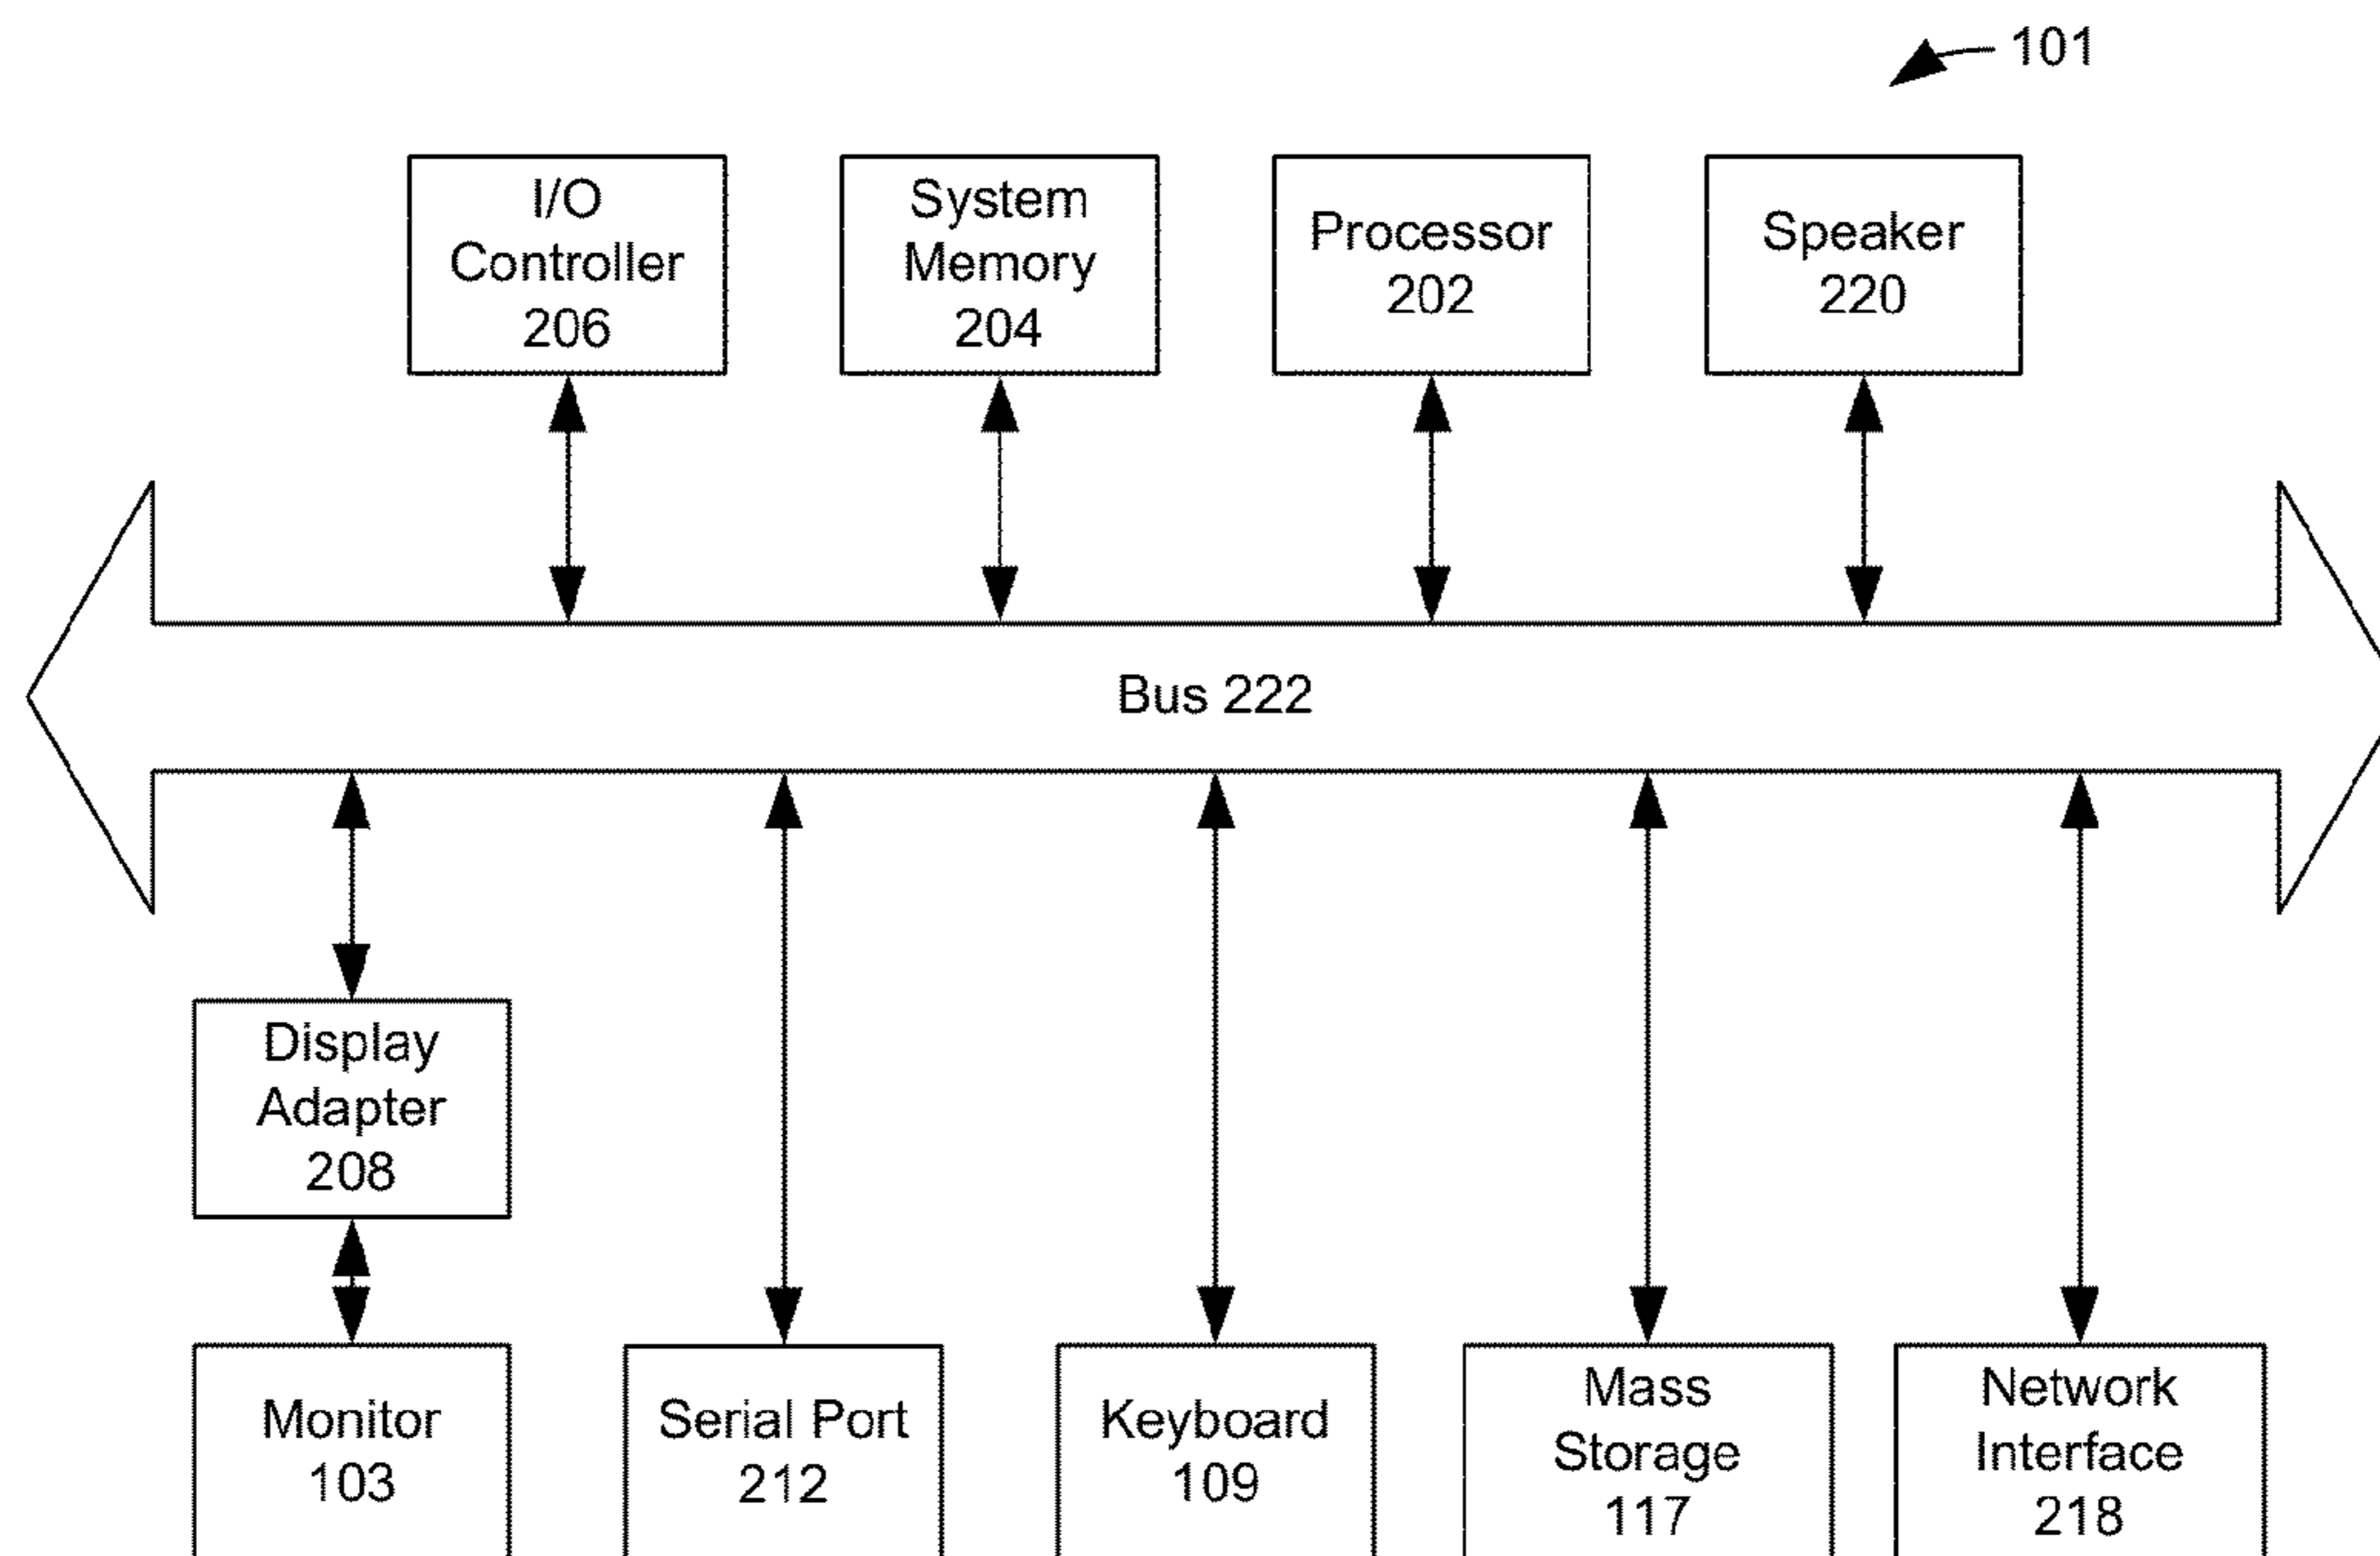 101
I/O
Controller
206
System
Memory
204
Processor
202
Speaker
220
Bus 222
Display
Adapter
208
Monitor
103
Serial Port
212
Keyboard
109
Mass
Storage
117
Network
Interface
218